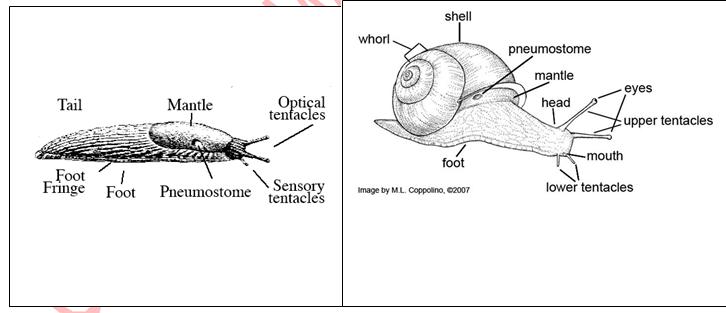 Tail
Mantle
Optical
tentacles
Foot
Fringe
Foot
Pneumostome
Sensory
tentacles
shell
whorl
pneumostome
mantle
eyes
head
upper tentacles
mouth
foot
lower tentacles
Image by M.L. Coppolino, ©2007